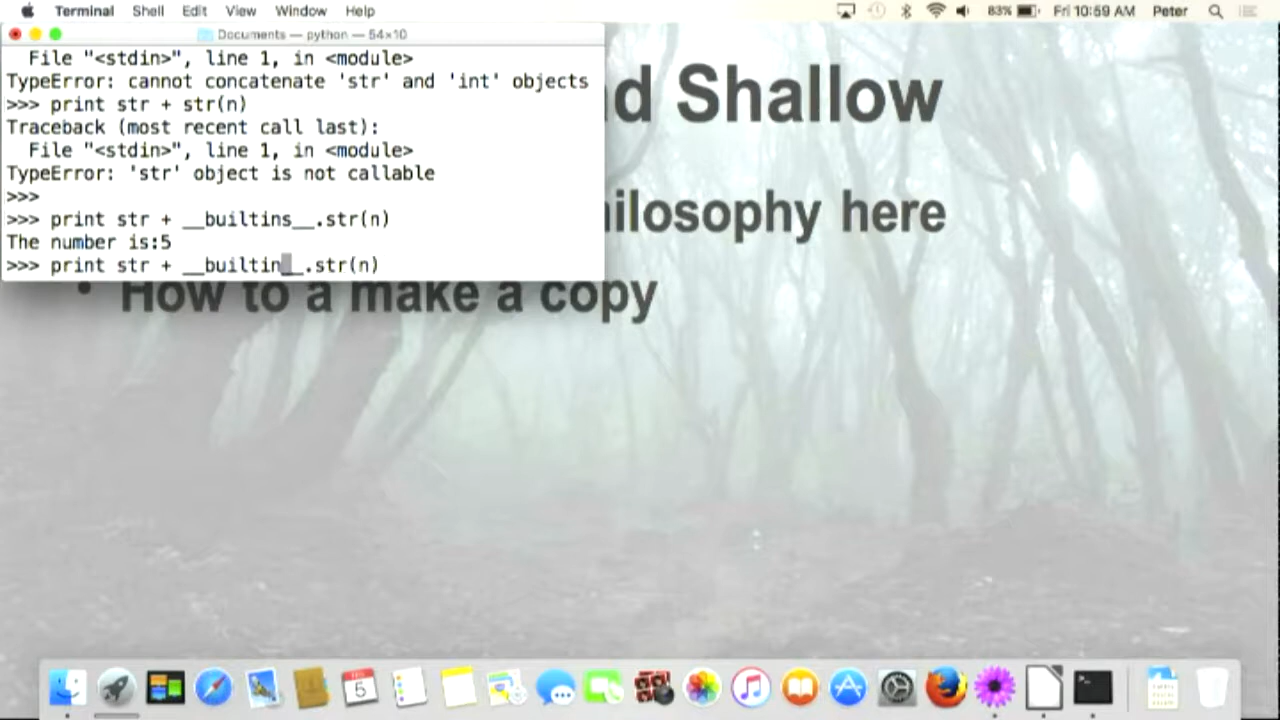 Terminal Shell Edit View Window Help 83% Fri 10:59 AM Peter
Documents — python — 54×10
File "<stdin>", line 1, in <module>
TypeError: cannot concatenate 'str' and 'int' objects
>>> print str + str(n)
Traceback (most recent call last):
File "<stdin>", line 1, in <module>
TypeError: 'str' object is not callable
>>>
>>> print str + __builtins__.str(n)
The number is:5
>>> print str + __builtin__.str(n)
d Shallow
ilosophy here
• How to a make a copy
5